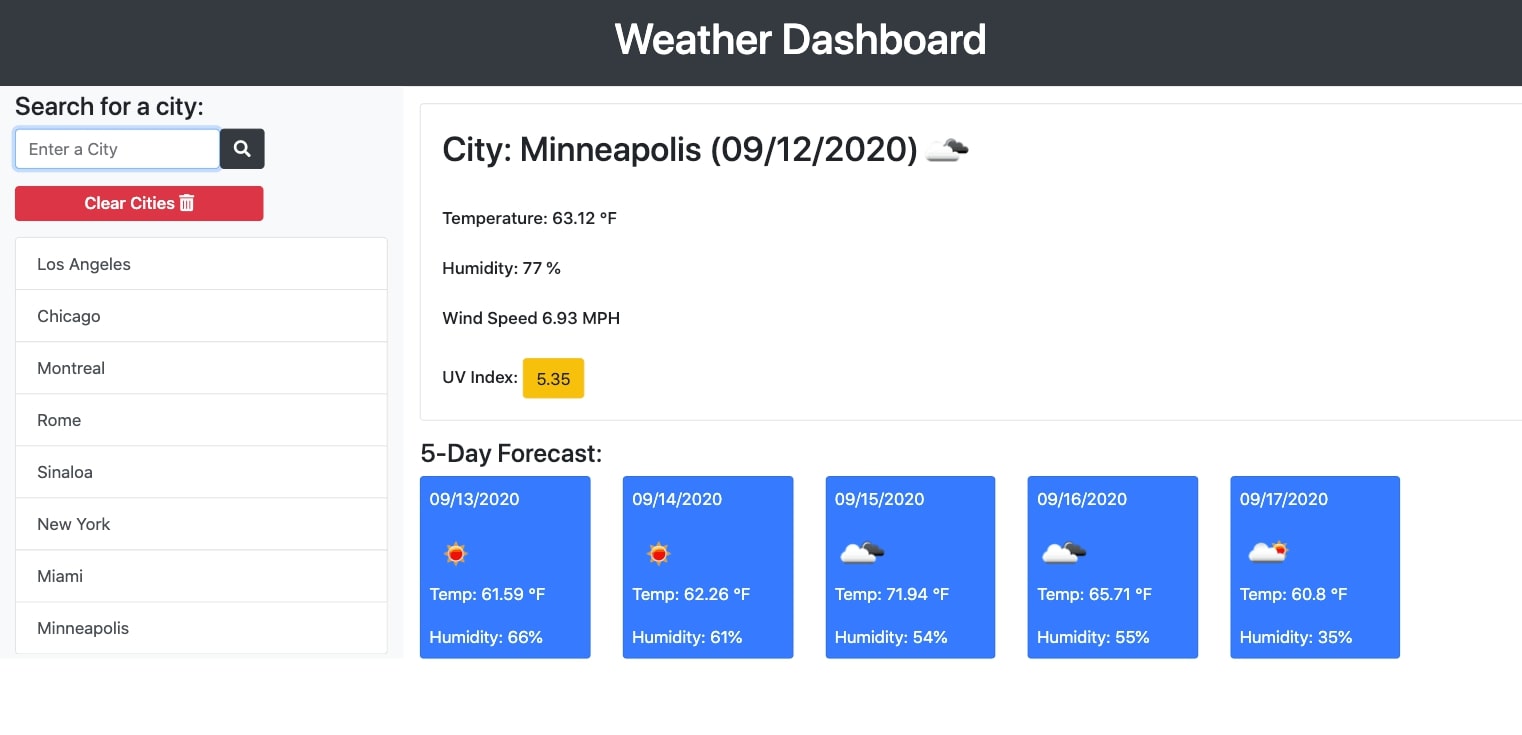 Weather Dashboard
Search for a city:
Enter a City
Clear Cities
Los Angeles
Chicago
Montreal
Rome
Sinaloa
New York
Miami
Minneapolis
City: Minneapolis (09/12/2020)
Temperature: 63.12 °F
Humidity: 77 %
Wind Speed 6.93 MPH
UV Index: 5.35
5-Day Forecast:
09/13/2020
Temp: 61.59 °F
Humidity: 66%
09/14/2020
Temp: 62.26 °F
Humidity: 61%
09/15/2020
Temp: 71.94 °F
Humidity: 54%
09/16/2020
Temp: 65.71 °F
Humidity: 55%
09/17/2020
Temp: 60.8 °F
Humidity: 35%